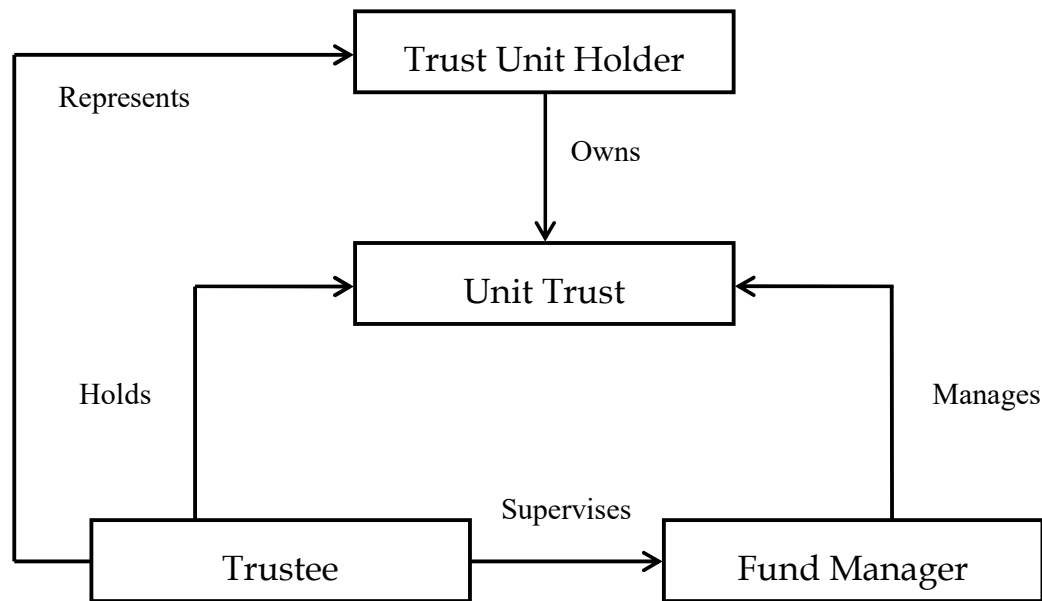 Trust Unit Holder
Represents
Owns
Unit Trust
Holds
Manages
Supervises
Trustee
Fund Manager